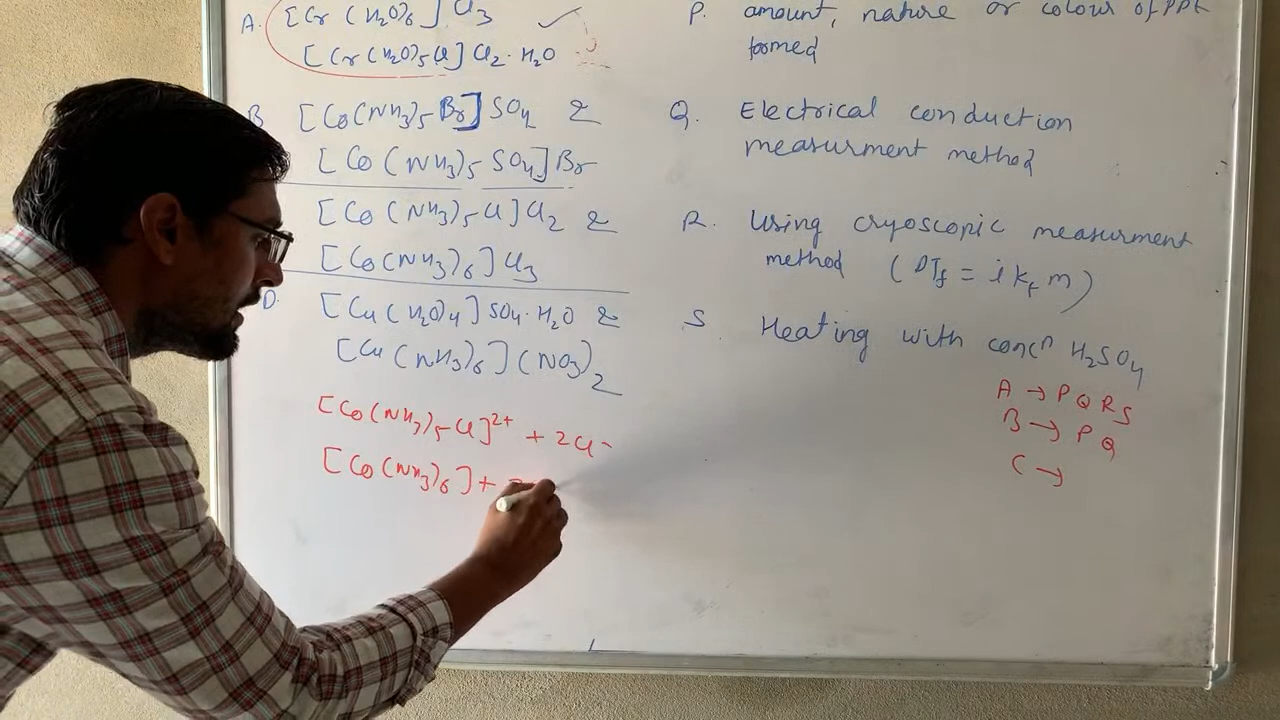 A. [Cr(H2O)6]Cl3
[Cr(H2O)5Cl]Cl2·H2O
B. [Co(NH3)5Br]SO4 &
[Co(NH3)5SO4]Br
[Co(NH3)5Cl]Cl2 &
[Co(NH3)6]Cl3
D. [Cu(H2O)4]SO4·H2O &
[Cu(NH3)6](NO3)2
[Co(NH3)5Cl]2+ + 2Cl-
[Co(NH3)6] +
P. amount, nature or colour of ppt
formed
Q. Electrical conduction
measurment method
R. Using cryoscopic measurment
method (DTf = i kf m)
S. Heating with concn H2SO4
A → P Q R S
B → P Q
C →